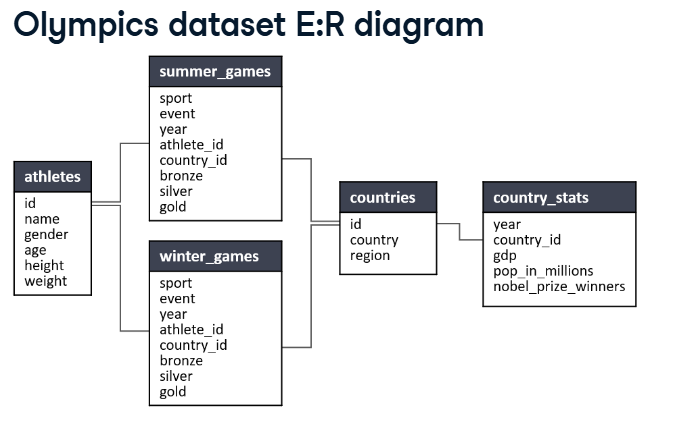 Olympics dataset E:R diagram
summer_games
sport
event
year
athlete_id
country_id
bronze
silver
gold
athletes
id
name
gender
age
height
weight
winter_games
sport
event
year
athlete_id
country_id
bronze
silver
gold
countries
id
country
region
country_stats
year
country_id
gdp
pop_in_millions
nobel_prize_winners